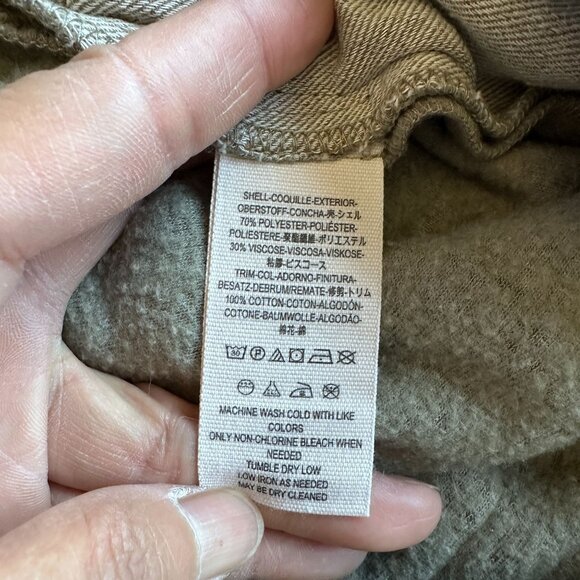 SHELL-COQUILLE-EXTERIOR-
OBERSTOFF-CONCHA-売-シェル
70% POLYESTER-POLIÉSTER-
POLIESTERE-聚酯纖維-ポリエステル
30% VISCOSE-VISCOSA-VISKOSE-
粘膠-ビスコース
TRIM-COL-ADORNO-FINITURA-
BESATZ-DEBRUM/REMATE-修剪-トリム
100% COTTON-COTON-ALGODÓN-
COTONE-BAUMWOLLE-ALGODÃO-
棉花-綿
30 P
MACHINE WASH COLD WITH LIKE
COLORS
ONLY NON-CHLORINE BLEACH WHEN
NEEDED
TUMBLE DRY LOW
LOW IRON AS NEEDED
MAY BE DRY CLEANED